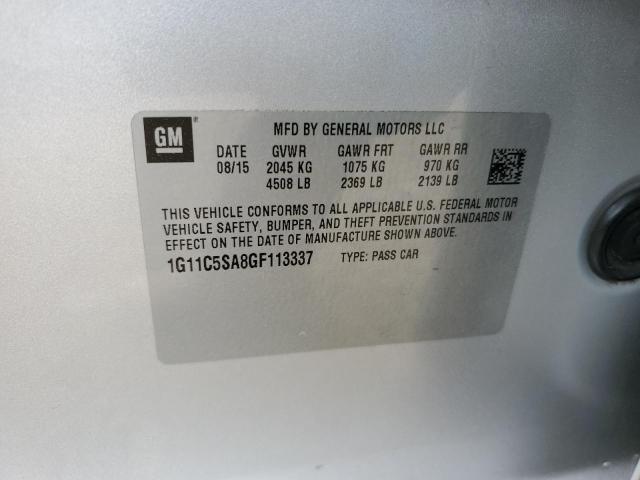 GM
MFD BY GENERAL MOTORS LLC
DATE GVWR GAWR FRT GAWR RR
08/15 2045 KG 1075 KG 970 KG
4508 LB 2369 LB 2139 LB
THIS VEHICLE CONFORMS TO ALL APPLICABLE U.S. FEDERAL MOTOR
VEHICLE SAFETY, BUMPER, AND THEFT PREVENTION STANDARDS IN
EFFECT ON THE DATE OF MANUFACTURE SHOWN ABOVE.
1G11C5SA8GF113337 TYPE: PASS CAR